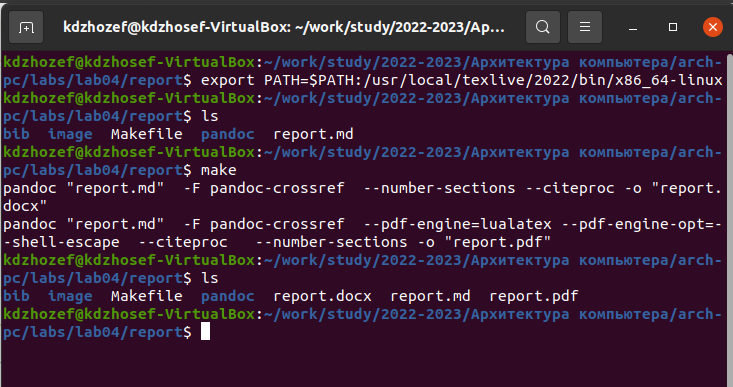 kdzhozef@kdzhosef-VirtualBox: ~/work/study/2022-2023/Ар...
kdzhozef@kdzhosef-VirtualBox:~/work/study/2022-2023/Архитектура компьютера/arch-
pc/labs/lab04/report$ export PATH=$PATH:/usr/local/texlive/2022/bin/x86_64-linux
kdzhozef@kdzhosef-VirtualBox:~/work/study/2022-2023/Архитектура компьютера/arch-
pc/labs/lab04/report$ ls
bib  image  Makefile  pandoc  report.md
kdzhozef@kdzhosef-VirtualBox:~/work/study/2022-2023/Архитектура компьютера/arch-
pc/labs/lab04/report$ make
pandoc "report.md"  -F pandoc-crossref  --number-sections --citeproc -o "report.
docx"
pandoc "report.md"  -F pandoc-crossref  --pdf-engine=lualatex --pdf-engine-opt=-
-shell-escape  --citeproc   --number-sections -o "report.pdf"
kdzhozef@kdzhosef-VirtualBox:~/work/study/2022-2023/Архитектура компьютера/arch-
pc/labs/lab04/report$ ls
bib  image  Makefile  pandoc  report.docx  report.md  report.pdf
kdzhozef@kdzhosef-VirtualBox:~/work/study/2022-2023/Архитектура компьютера/arch-
pc/labs/lab04/report$